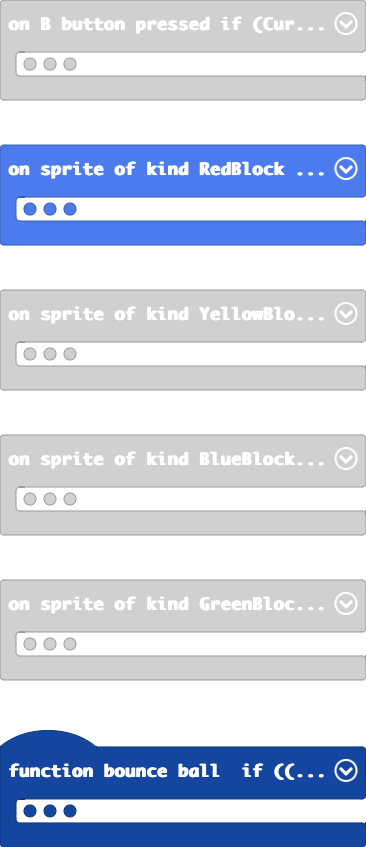 on B button pressed if (Cur...
on sprite of kind RedBlock ...
on sprite of kind YellowBlo...
on sprite of kind BlueBlock...
on sprite of kind GreenBloc...
function bounce ball if ((...